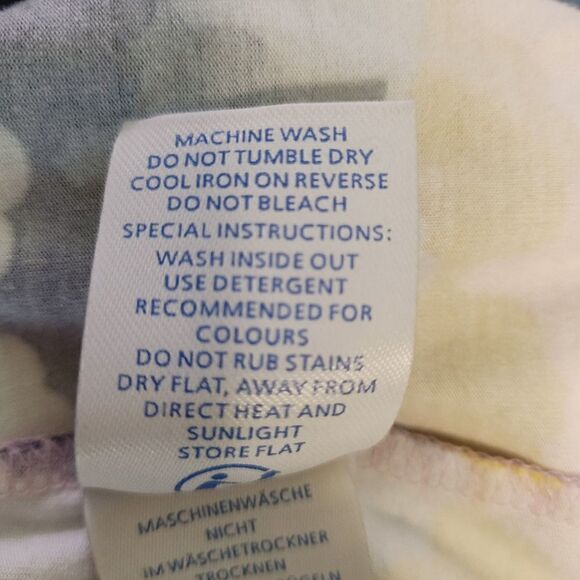 MACHINE WASH
DO NOT TUMBLE DRY
COOL IRON ON REVERSE
DO NOT BLEACH
SPECIAL INSTRUCTIONS:
WASH INSIDE OUT
USE DETERGENT
RECOMMENDED FOR
COLOURS
DO NOT RUB STAINS
DRY FLAT, AWAY FROM
DIRECT HEAT AND
SUNLIGHT
STORE FLAT
MASCHINENWÄSCHE
NICHT
IM WÄSCHETROCKNER
TROCKNEN